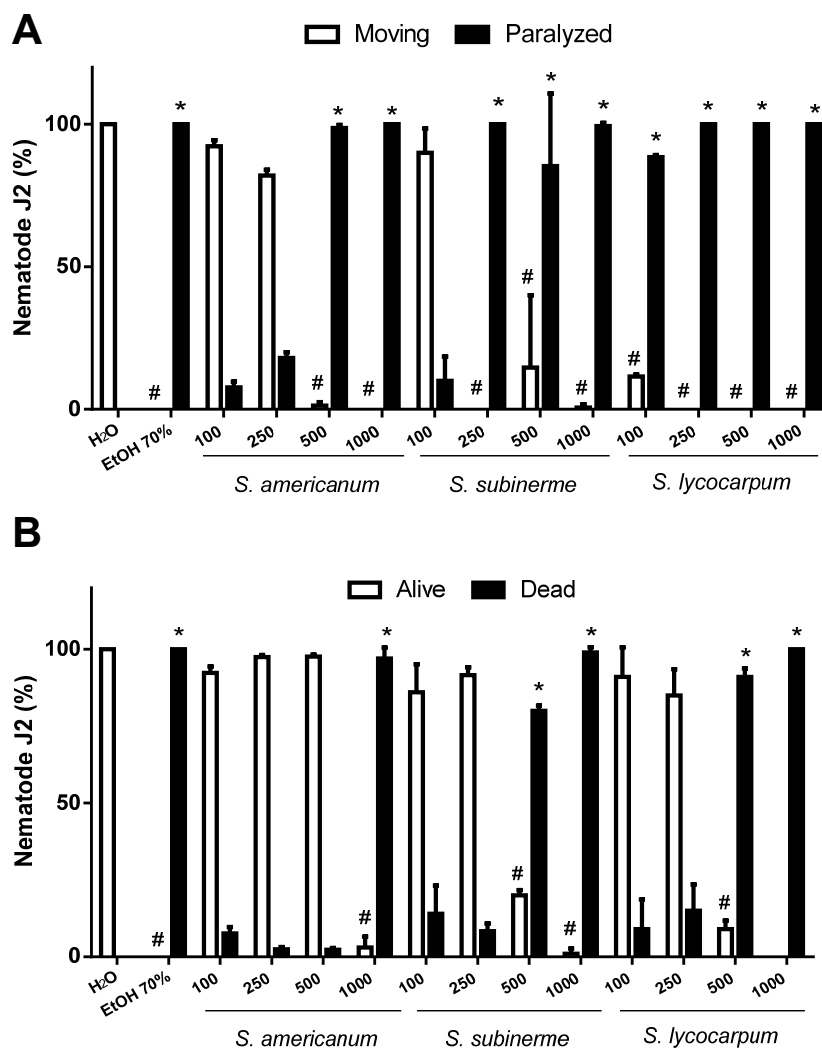 A
Moving Paralyzed
Nematode J2 (%)
100
50
0
* * * * * * * * * *
# # # # # # # # # #
H₂O EtOH 70% 100 250 500 1000 100 250 500 1000 100 250 500 1000
S. americanum S. subinerme S. lycocarpum
B
Alive Dead
Nematode J2 (%)
100
50
0
* * * * * *
# # # # #
H₂O EtOH 70% 100 250 500 1000 100 250 500 1000 100 250 500 1000
S. americanum S. subinerme S. lycocarpum